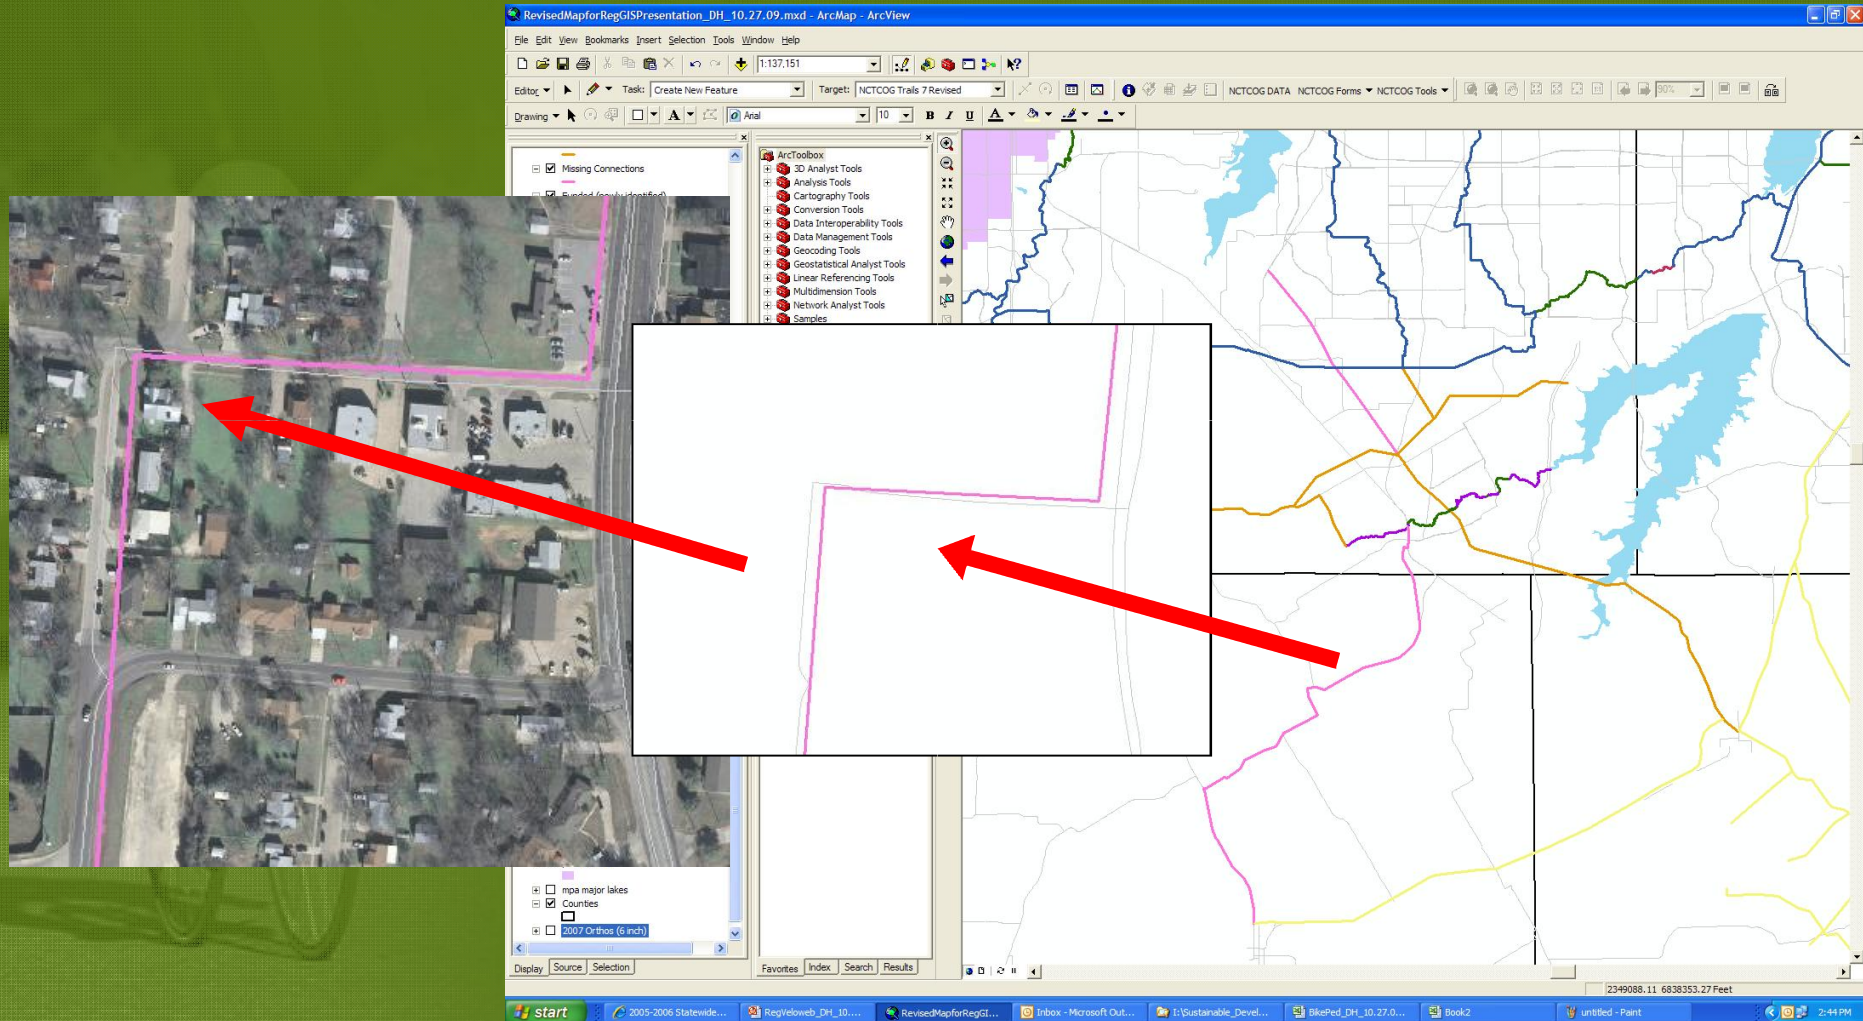 RevisedMapforRegGISPresentation_DH_10.27.09.mxd - ArcMap - ArcView
File Edit View Bookmarks Insert Selection Tools Window Help
1:137,151
Editor Task: Create New Feature Target: NCTCOG Trails 7 Revised NCTCOG DATA NCTCOG Forms NCTCOG Tools 90%
Drawing A Arial 10 B I U A
Missing Connections
Funded (newly identified)
ArcToolbox
3D Analyst Tools
Analysis Tools
Cartography Tools
Conversion Tools
Data Interoperability Tools
Data Management Tools
Geocoding Tools
Geostatistical Analyst Tools
Linear Referencing Tools
Multidimension Tools
Network Analyst Tools
Samples
mpa major lakes
Counties
2007 Orthos (6 inch)
Display Source Selection
Favorites Index Search Results
2349088.11 6838353.27 Feet
start 2005-2006 Statewide... RegVeloweb_DH_10.... RevisedMapforRegGI... Inbox - Microsoft Out... I:\Sustainable_Devel... BikePed_DH_10.27.0... Book2 untitled - Paint 2:44 PM